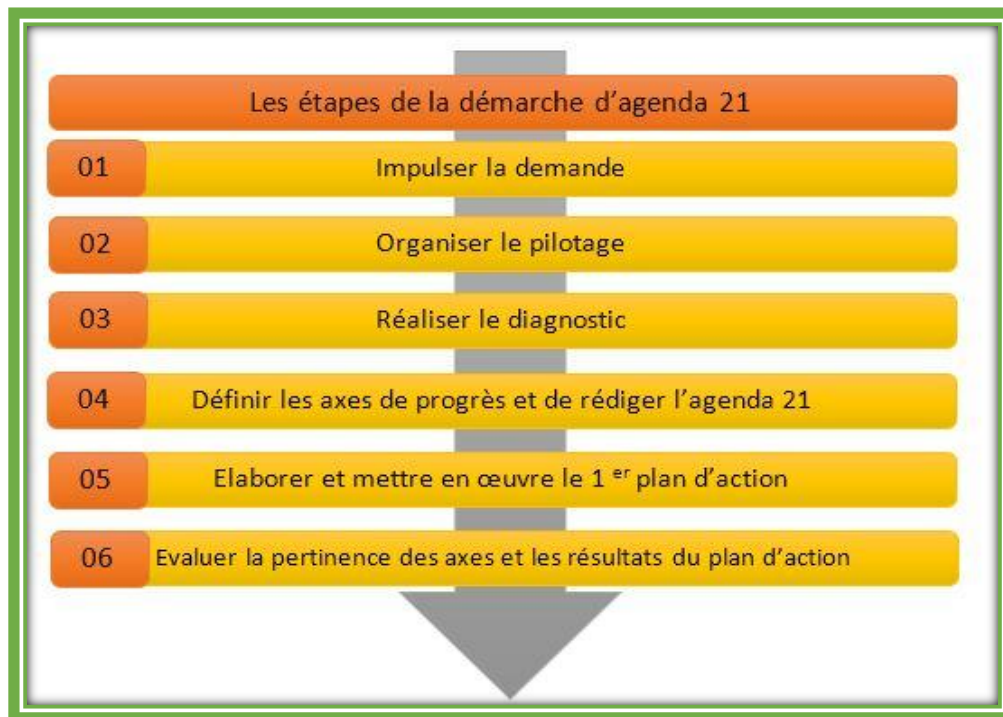 Les étapes de la démarche d'agenda 21
01 Impulser la demande
02 Organiser le pilotage
03 Réaliser le diagnostic
04 Définir les axes de progrès et de rédiger l'agenda 21
05 Elaborer et mettre en œuvre le 1 er plan d'action
06 Evaluer la pertinence des axes et les résultats du plan d'action